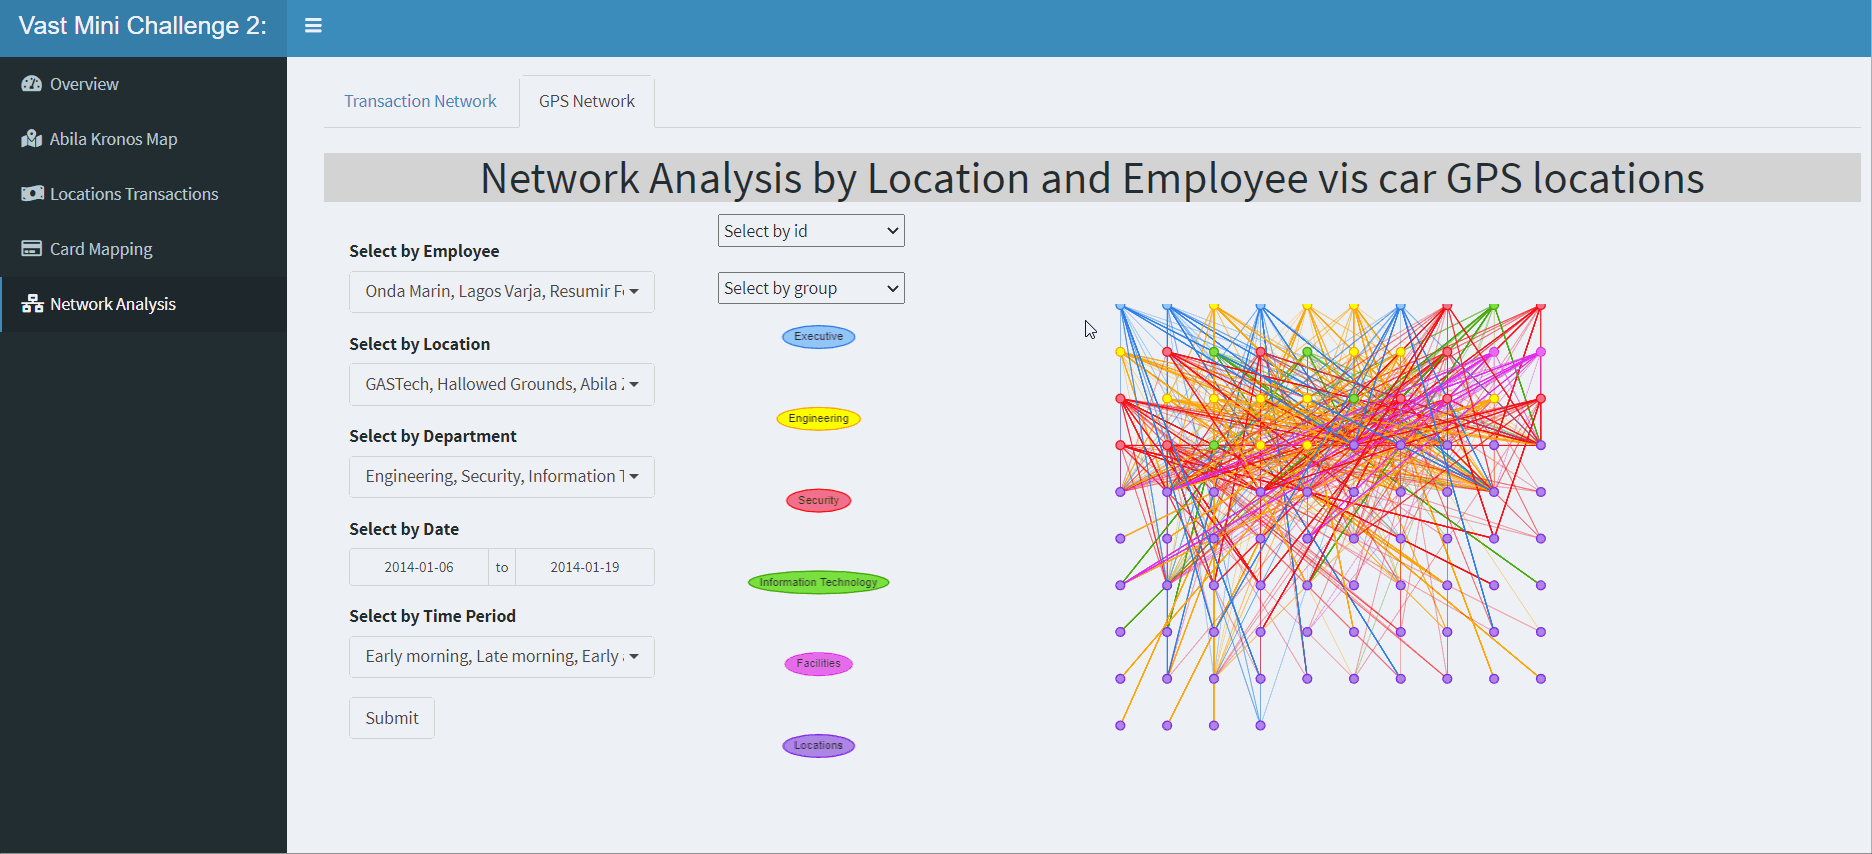 Vast Mini Challenge 2:
Overview
Abila Kronos Map
Locations Transactions
Card Mapping
Network Analysis
Transaction Network
GPS Network
Network Analysis by Location and Employee vis car GPS locations
Select by Employee
Onda Marin, Lagos Varja, Resumir
Select by Location
GASTech, Hallowed Grounds, Abila
Select by Department
Engineering, Security, Information
Select by Date
2014-01-06 to 2014-01-19
Select by Time Period
Early morning, Late morning, Early
Submit
Select by id
Select by group
Executive
Engineering
Security
Information Technology
Facilities
Locations